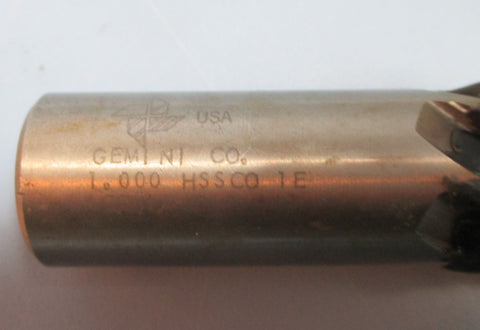 USA
GEMINI CO.
1.000 HSSCO 1E